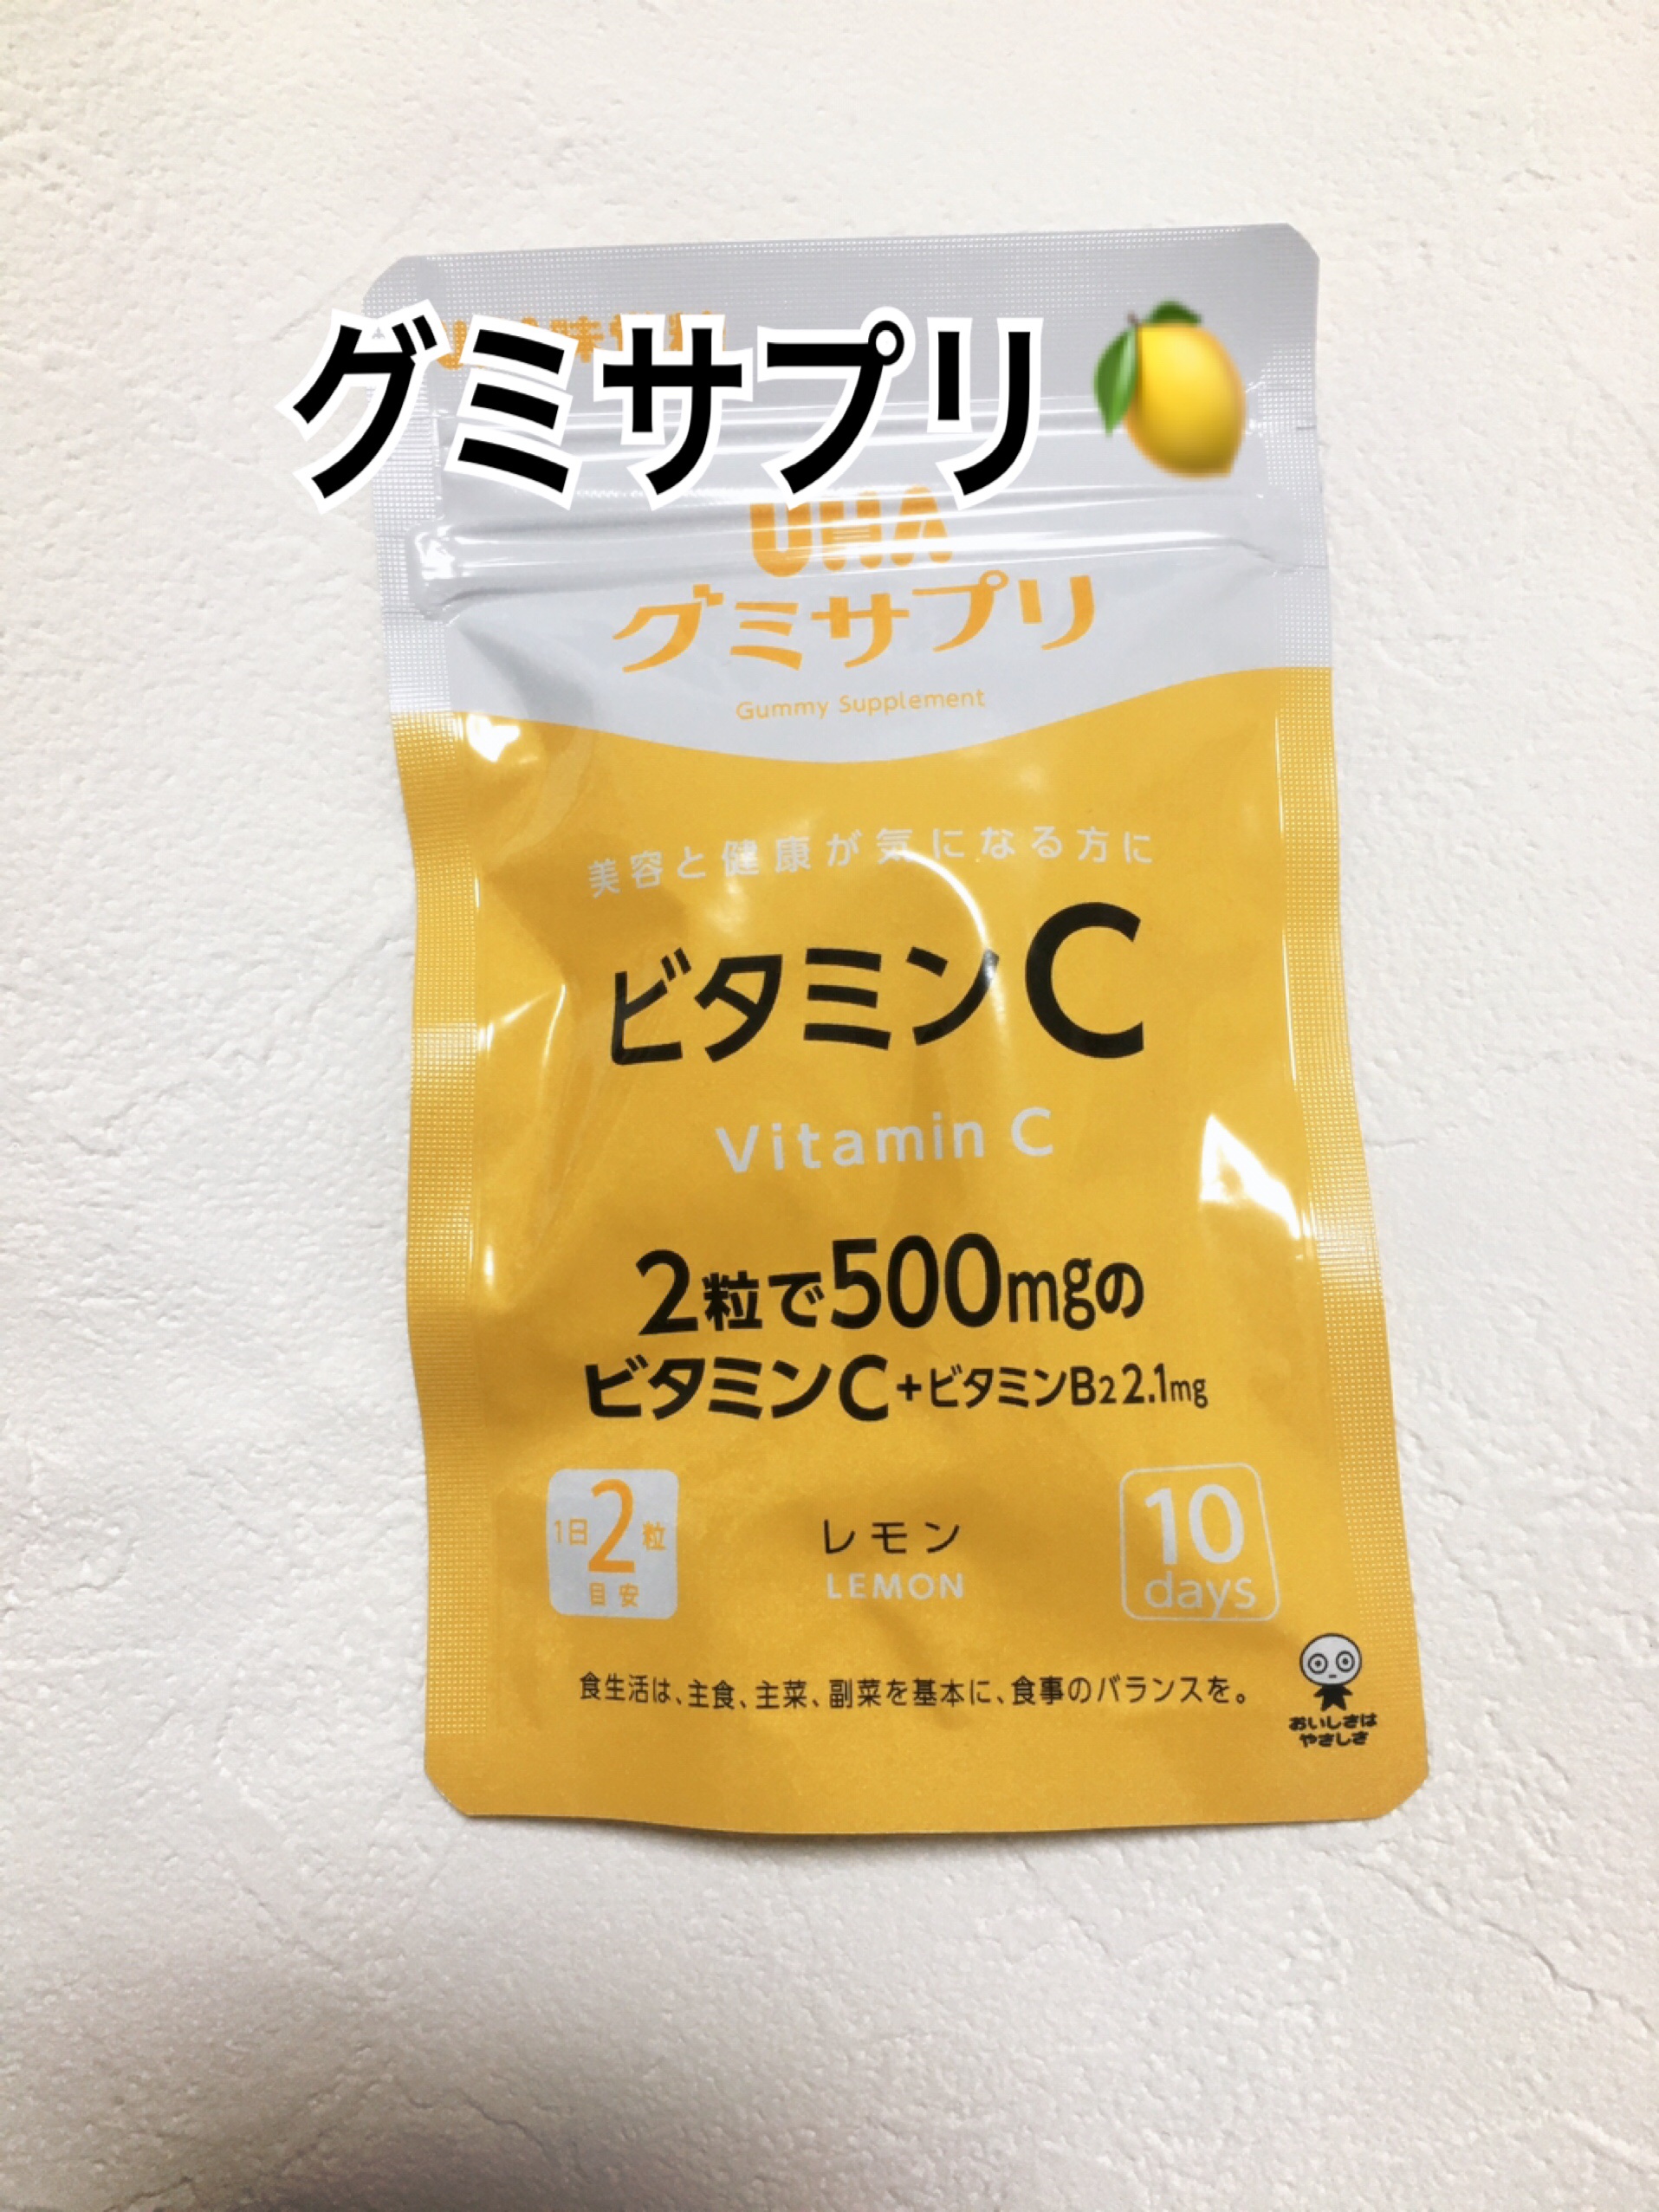 グミサプリ
UHA
グミサプリ
Gummy Supplement
美容と健康が気になる方に
ビタミンC
Vitamin C
2粒で500mgの
ビタミンC+ビタミンB2 2.1mg
1日2粒
目安
レモン
LEMON
10
days
食生活は、主食、主菜、副菜を基本に、食事のバランスを。
おいしさは
やさしさ